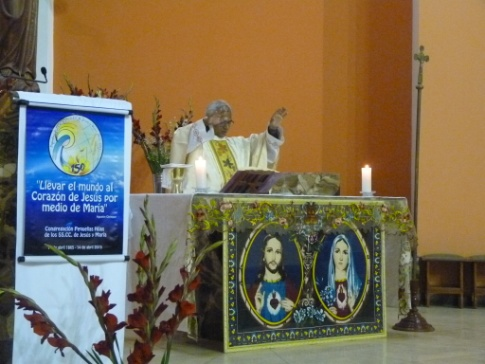 "Llevar el mundo al
Corazón de Jesús por
medio de María"
Congregación Pequeñas Hijas
de los SS.CC. de Jesús y María